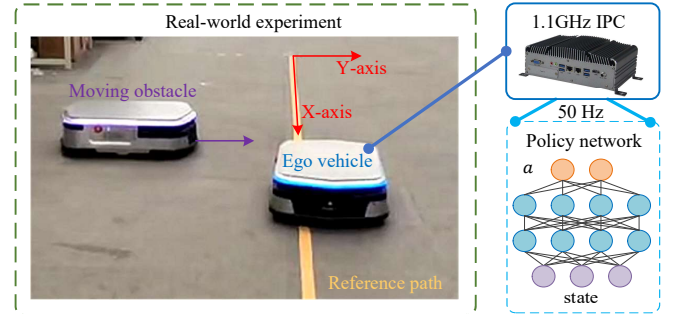 Real-world experiment
1.1GHz IPC
Y-axis
Moving obstacle
X-axis
Ego vehicle
Reference path
50 Hz
Policy network
a
state